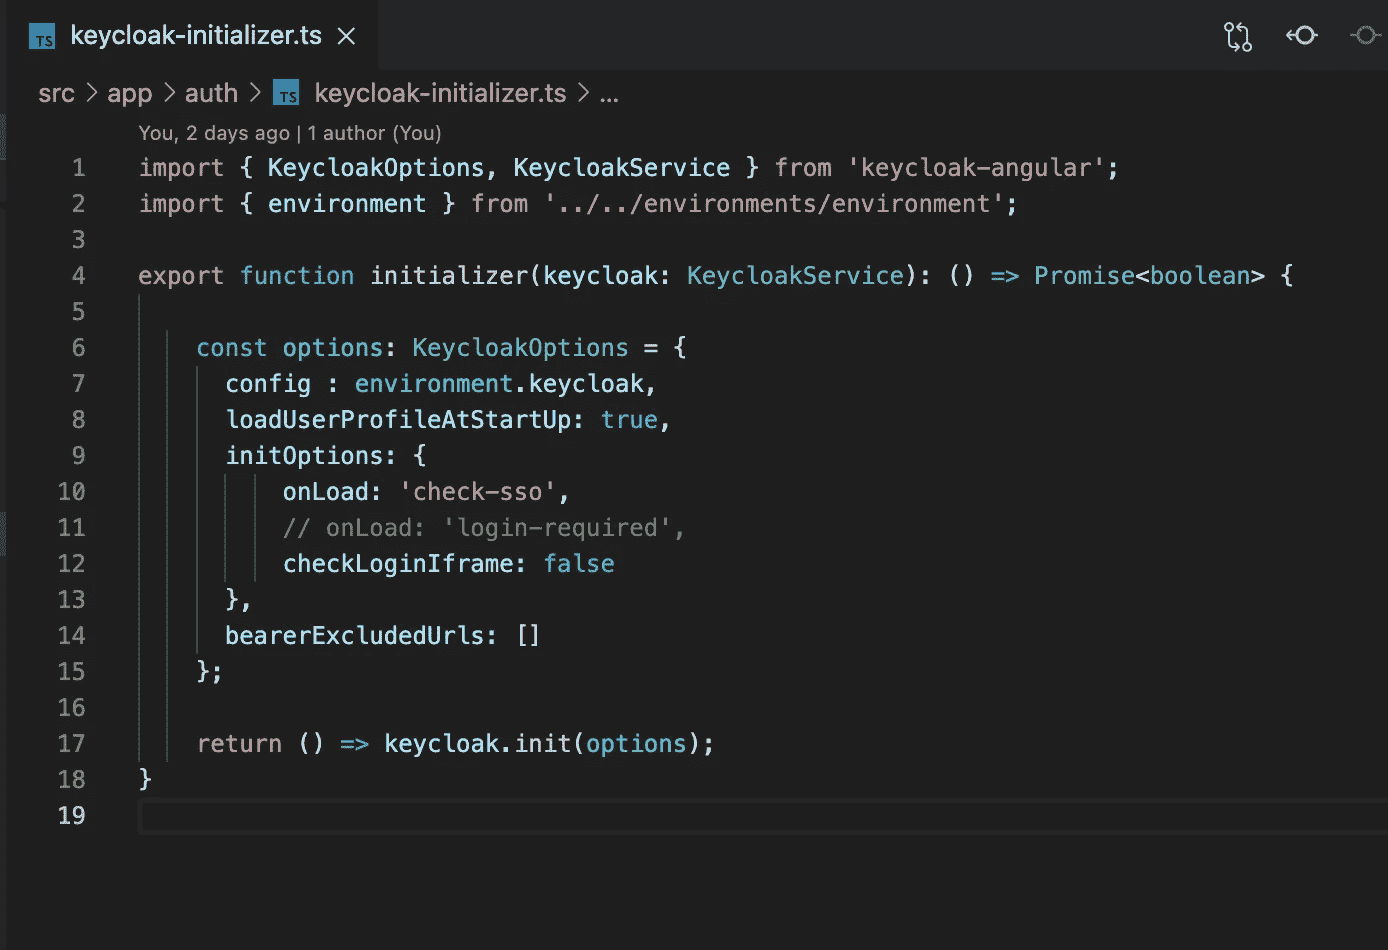 TS keycloak-initializer.ts
src > app > auth > TS keycloak-initializer.ts > ...
You, 2 days ago | 1 author (You)
1 import { KeycloakOptions, KeycloakService } from 'keycloak-angular';
2 import { environment } from '../../environments/environment';
3
4 export function initializer(keycloak: KeycloakService): () => Promise<boolean> {
5
6     const options: KeycloakOptions = {
7       config : environment.keycloak,
8       loadUserProfileAtStartUp: true,
9       initOptions: {
10           onLoad: 'check-sso',
11           // onLoad: 'login-required',
12           checkLoginIframe: false
13       },
14       bearerExcludedUrls: []
15     };
16
17     return () => keycloak.init(options);
18 }
19